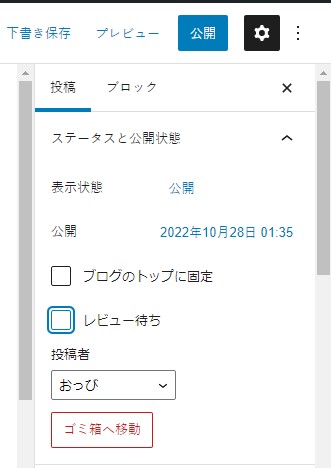 下書き保存 プレビュー 公開
投稿 ブロック
ステータスと公開状態
表示状態 公開
公開 2022年10月28日 01:35
ブログのトップに固定
レビュー待ち
投稿者
おっび
ゴミ箱へ移動